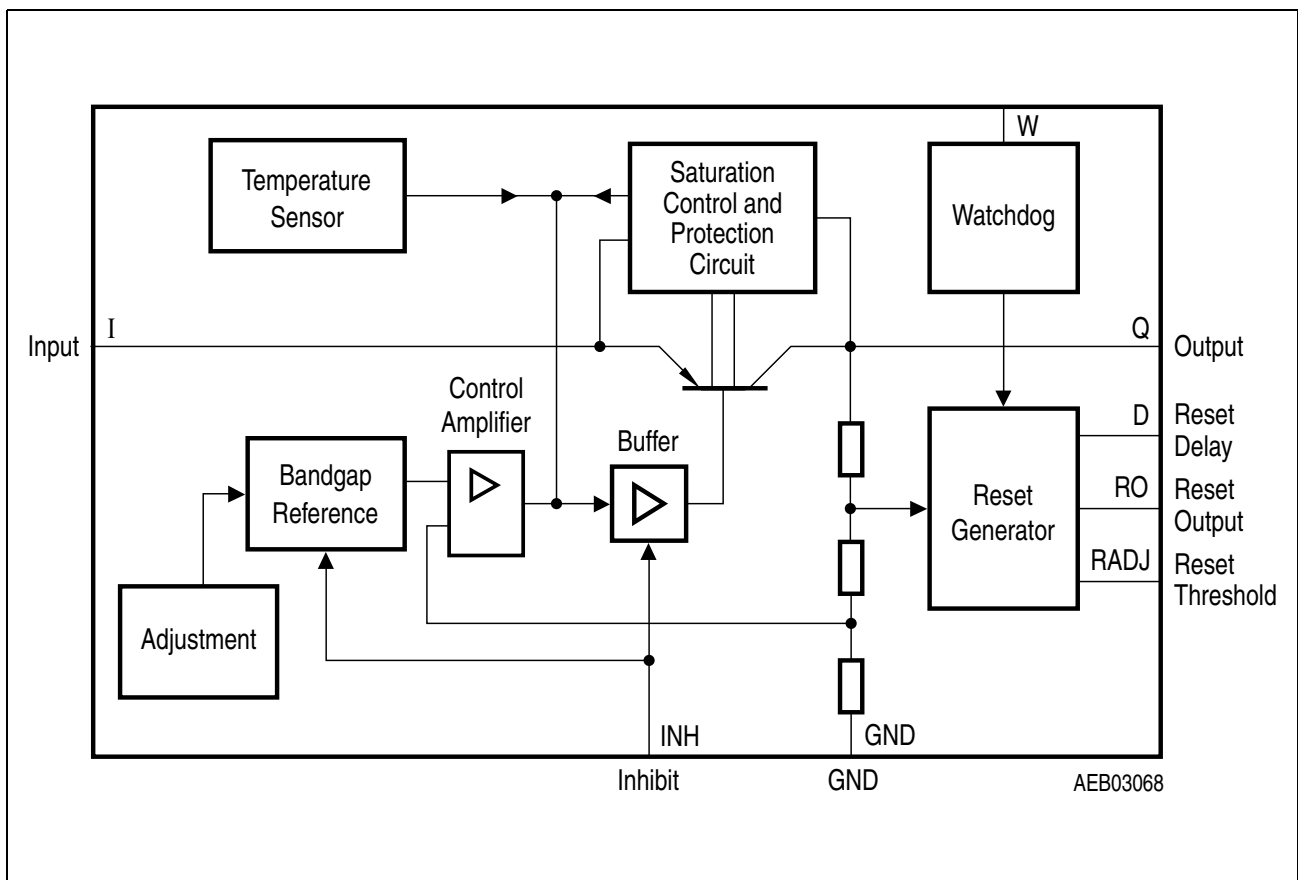 W
Temperature
Sensor
Saturation
Control and
Protection
Circuit
Watchdog
Input
I
Q
Output
Control
Amplifier
Buffer
Bandgap
Reference
Reset
Generator
D
Reset
Delay
RO
Reset
Output
RADJ
Reset
Threshold
Adjustment
INH
GND
Inhibit
GND
AEB03068